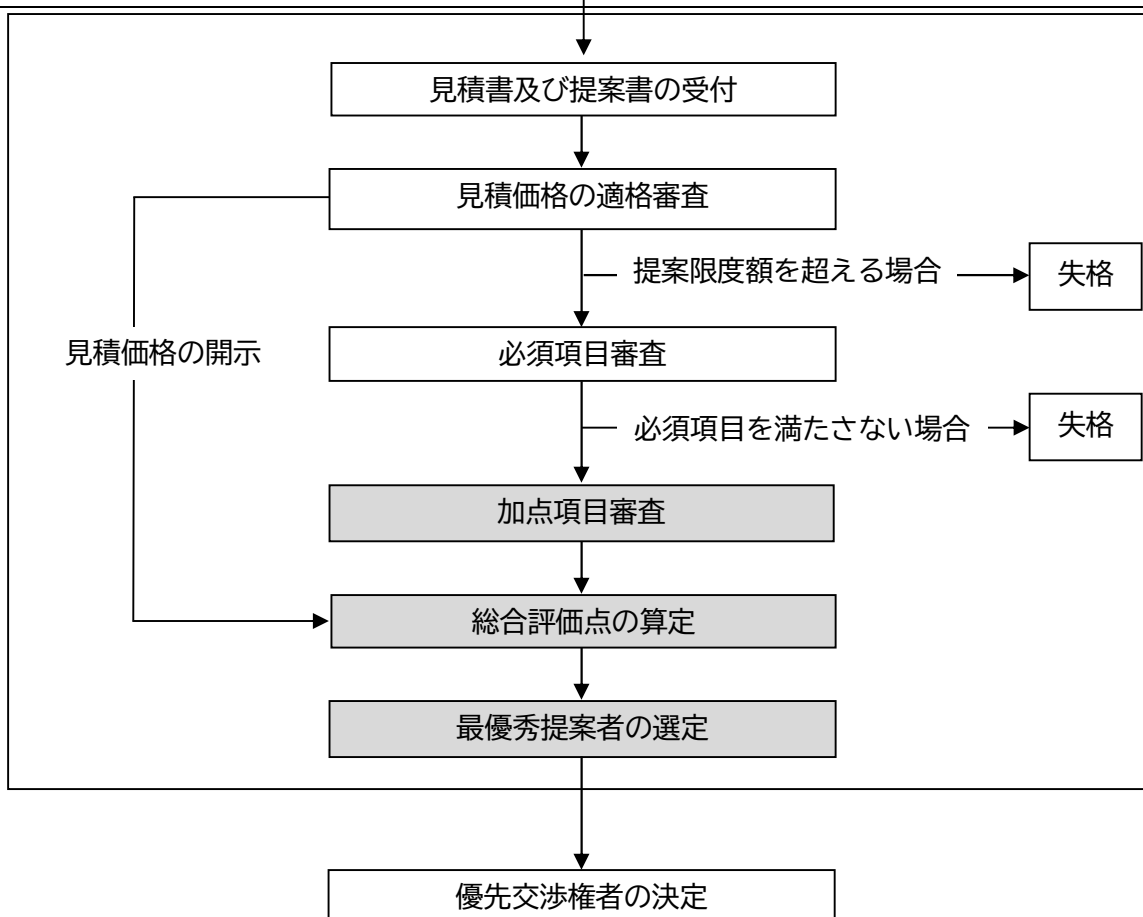 見積書及び提案書の受付
見積価格の適格審査
提案限度額を超える場合
失格
見積価格の開示
必須項目審査
必須項目を満たさない場合
失格
加点項目審査
総合評価点の算定
最優秀提案者の選定
優先交渉権者の決定